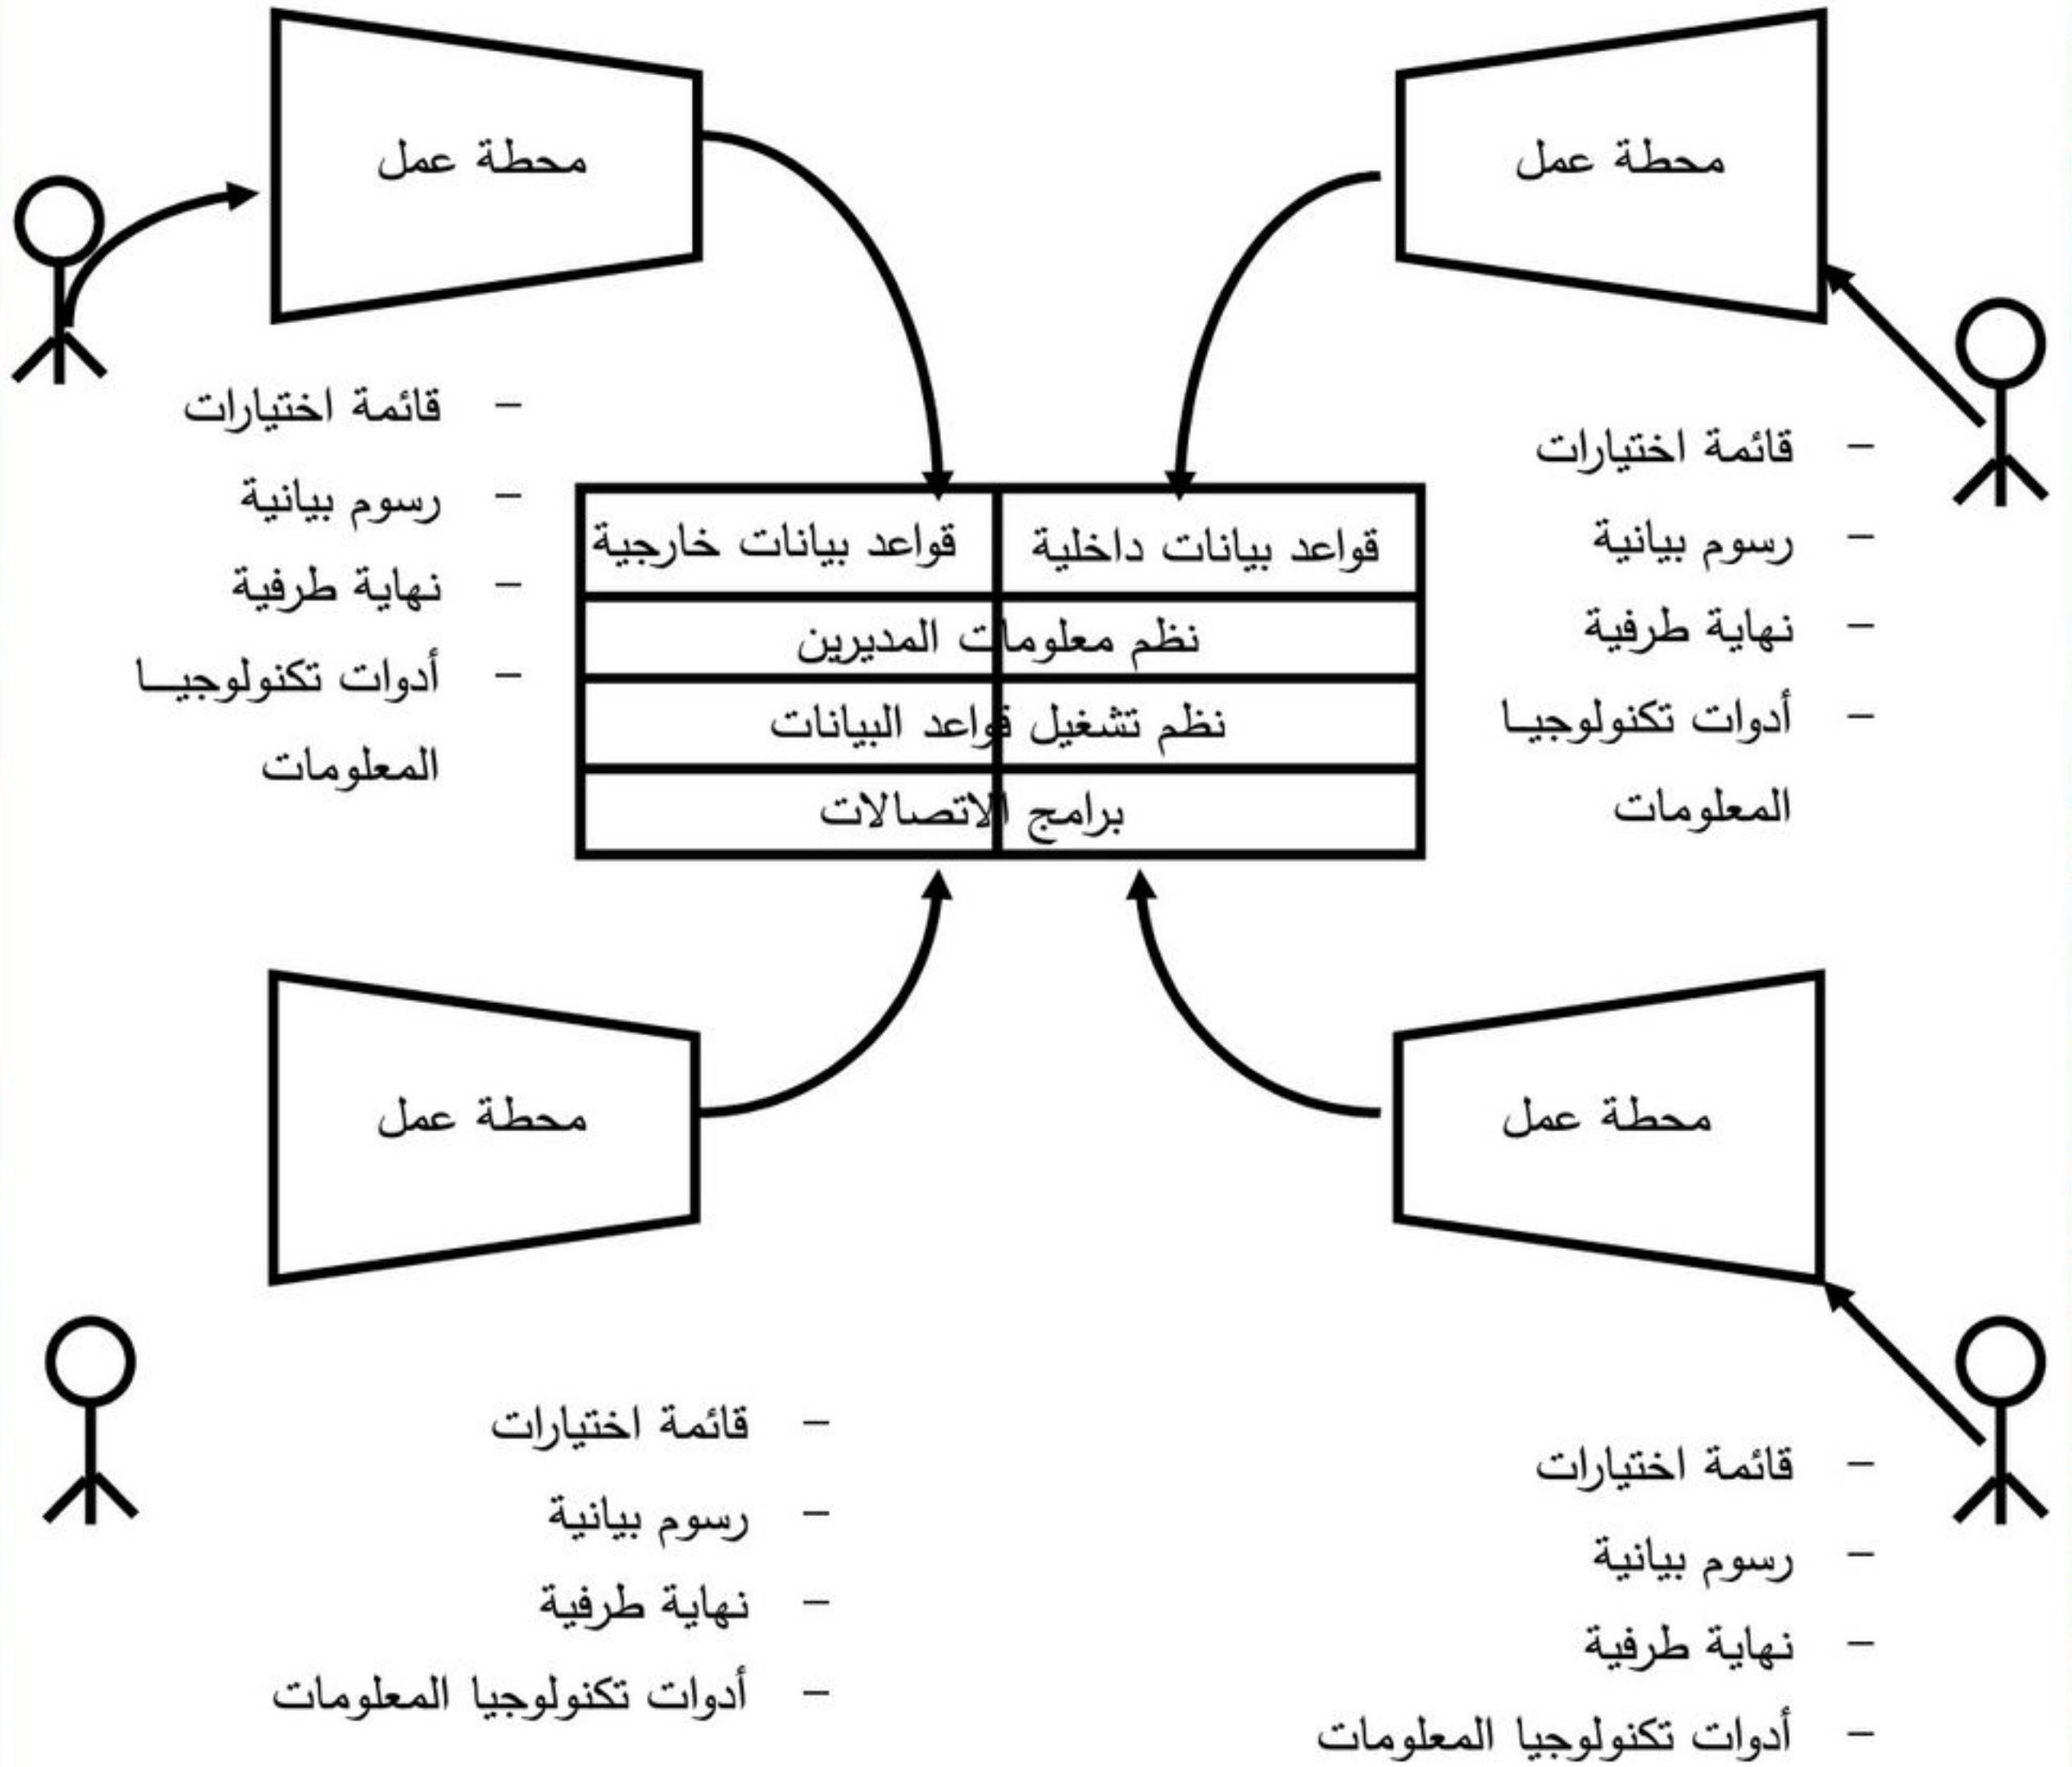 محطة عمل
محطة عمل
– قائمة اختيارات
– رسوم بيانية
– نهاية طرفية
– أدوات تكنولوجيـا
المعلومات
قواعد بيانات داخلية
قواعد بيانات خارجية
نظم معلومات المديرين
نظم تشغيل قواعد البيانات
برامج الاتصالات
– قائمة اختيارات
– رسوم بيانية
– نهاية طرفية
– أدوات تكنولوجيــا
المعلومات
محطة عمل
محطة عمل
– قائمة اختيارات
– رسوم بيانية
– نهاية طرفية
– أدوات تكنولوجيا المعلومات
– قائمة اختيارات
– رسوم بيانية
– نهاية طرفية
– أدوات تكنولوجيا المعلومات